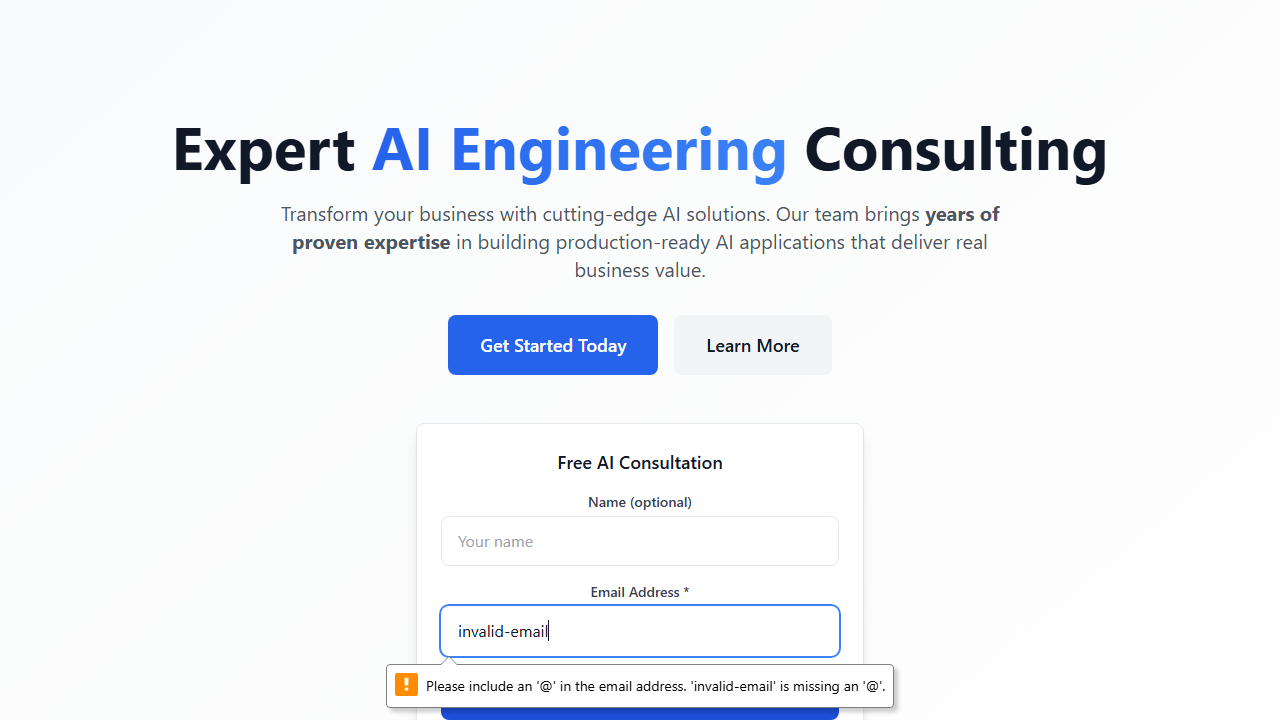 Expert AI Engineering Consulting
Transform your business with cutting-edge AI solutions. Our team brings years of
proven expertise in building production-ready AI applications that deliver real
business value.
Get Started Today
Learn More
Free AI Consultation
Name (optional)
Your name
Email Address *
invalid-email
Please include an '@' in the email address. 'invalid-email' is missing an '@'.